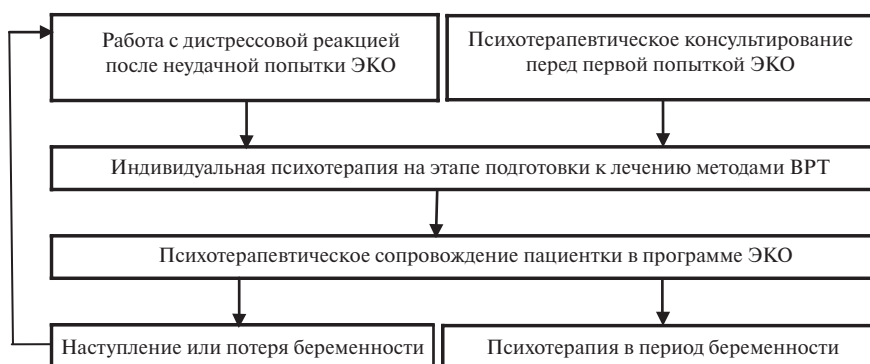 Работа с дистрессовой реакцией
после неудачной попытки ЭКО
Психотерапевтическое консультирование
перед первой попыткой ЭКО
Индивидуальная психотерапия на этапе подготовки к лечению методами ВРТ
Психотерапевтическое сопровождение пациентки в программе ЭКО
Наступление или потеря беременности
Психотерапия в период беременности